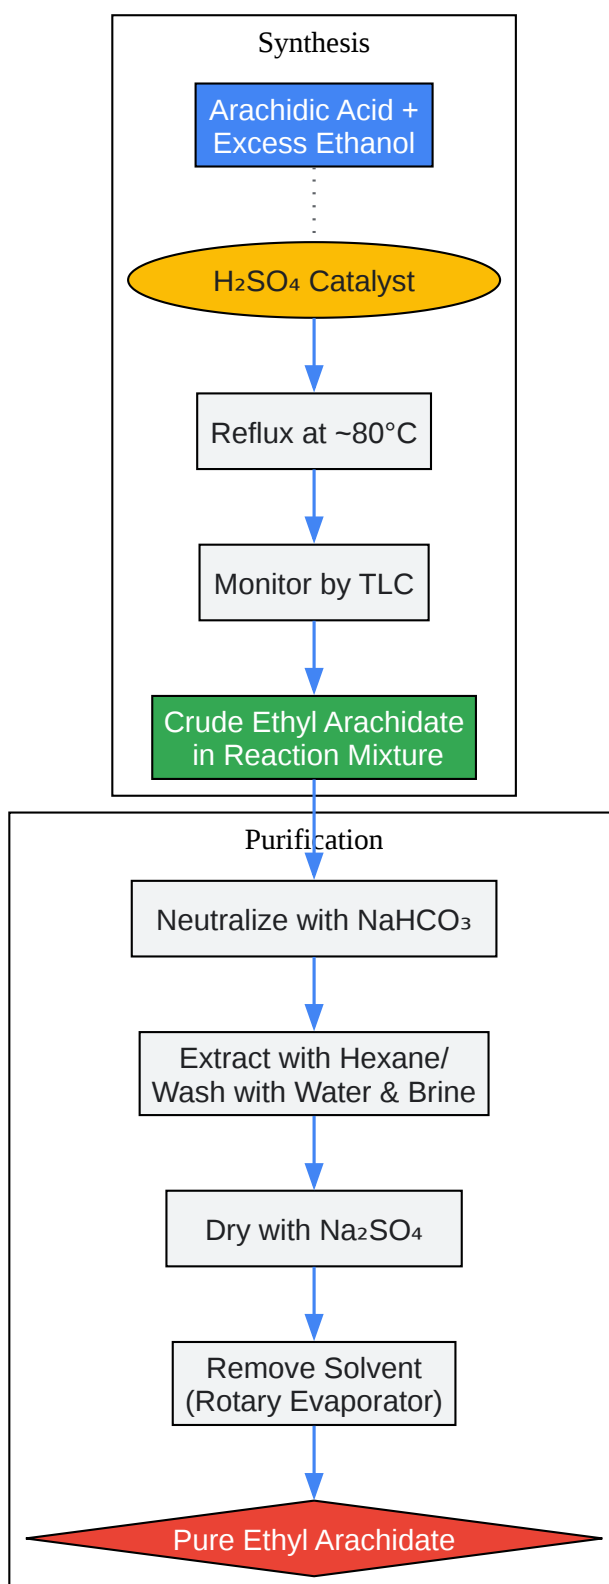 Synthesis
Arachidic Acid +
Excess Ethanol
H₂SO₄ Catalyst
Reflux at ~80°C
Monitor by TLC
Crude Ethyl Arachidate
in Reaction Mixture
Purification
Neutralize with NaHCO₃
Extract with Hexane/
Wash with Water & Brine
Dry with Na₂SO₄
Remove Solvent
(Rotary Evaporator)
Pure Ethyl Arachidate